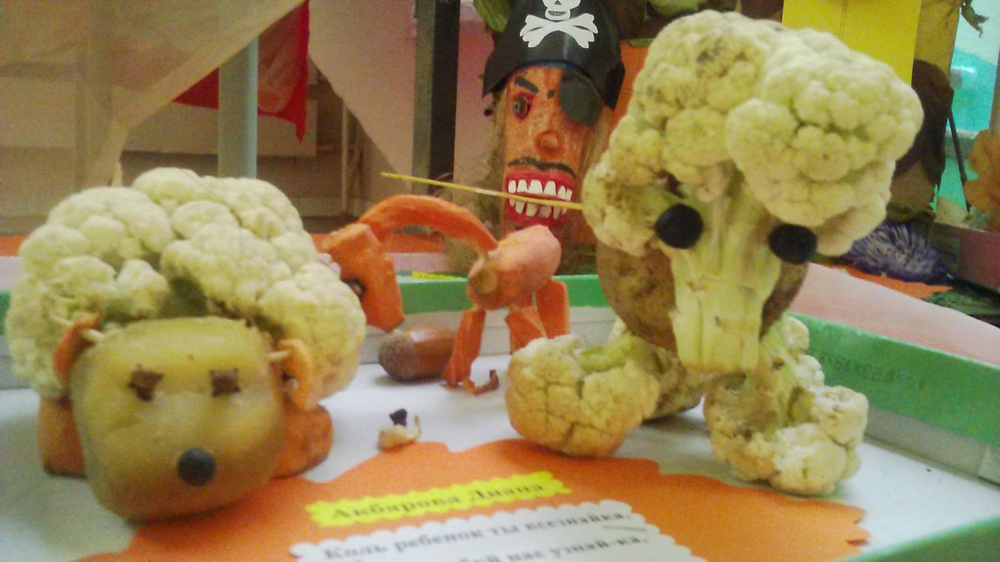 Акбарова Диана
Коль ребенок ты всезнайка,
нас узнай-ка,